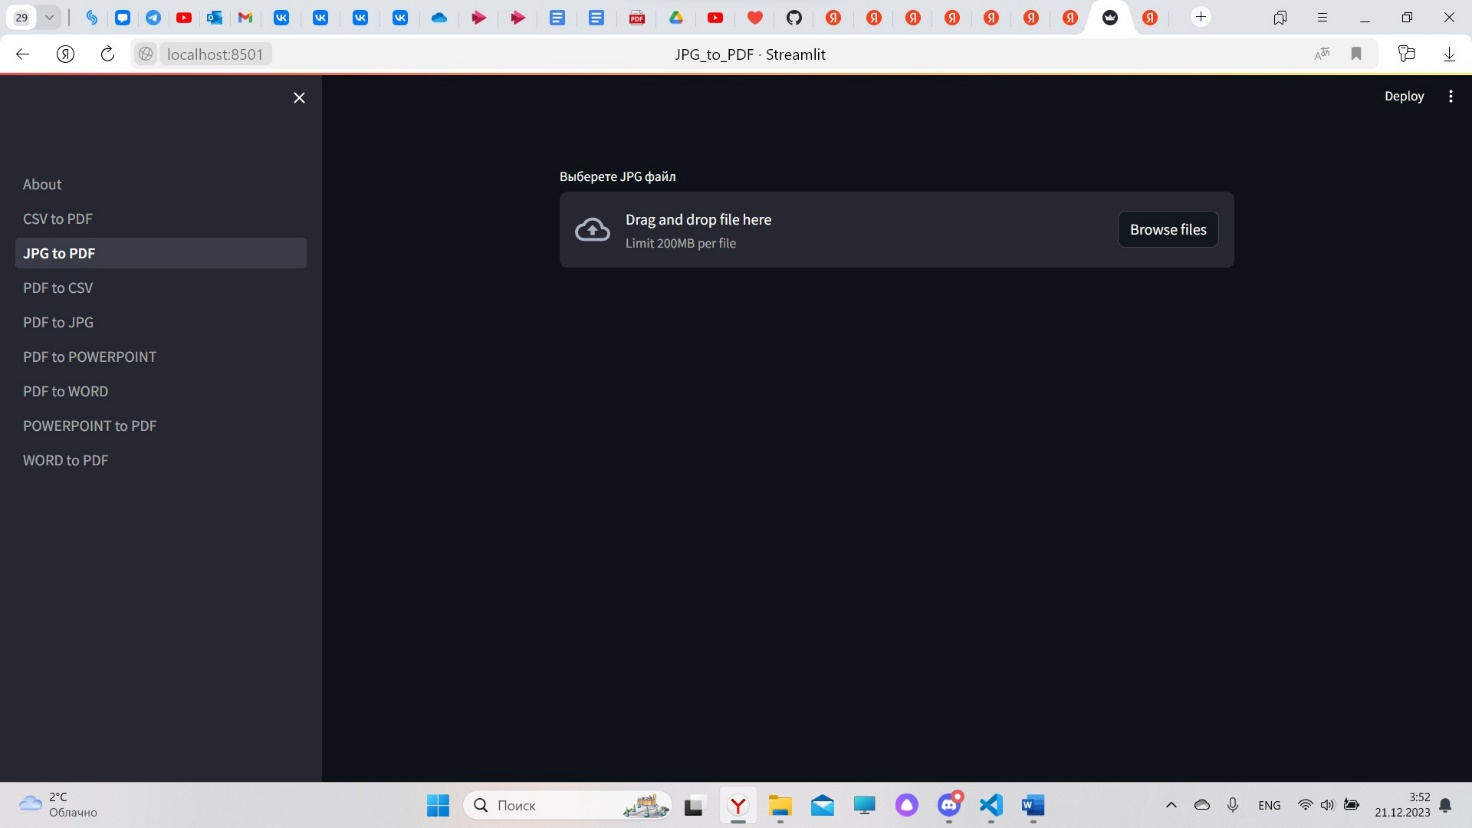 29
localhost:8501
JPG_to_PDF · Streamlit
Deploy
About
CSV to PDF
JPG to PDF
PDF to CSV
PDF to JPG
PDF to POWERPOINT
PDF to WORD
POWERPOINT to PDF
WORD to PDF
Выберете JPG файл
Drag and drop file here
Limit 200MB per file
Browse files
2°C
Облачно
Поиск
ENG
3:52
21.12.2023